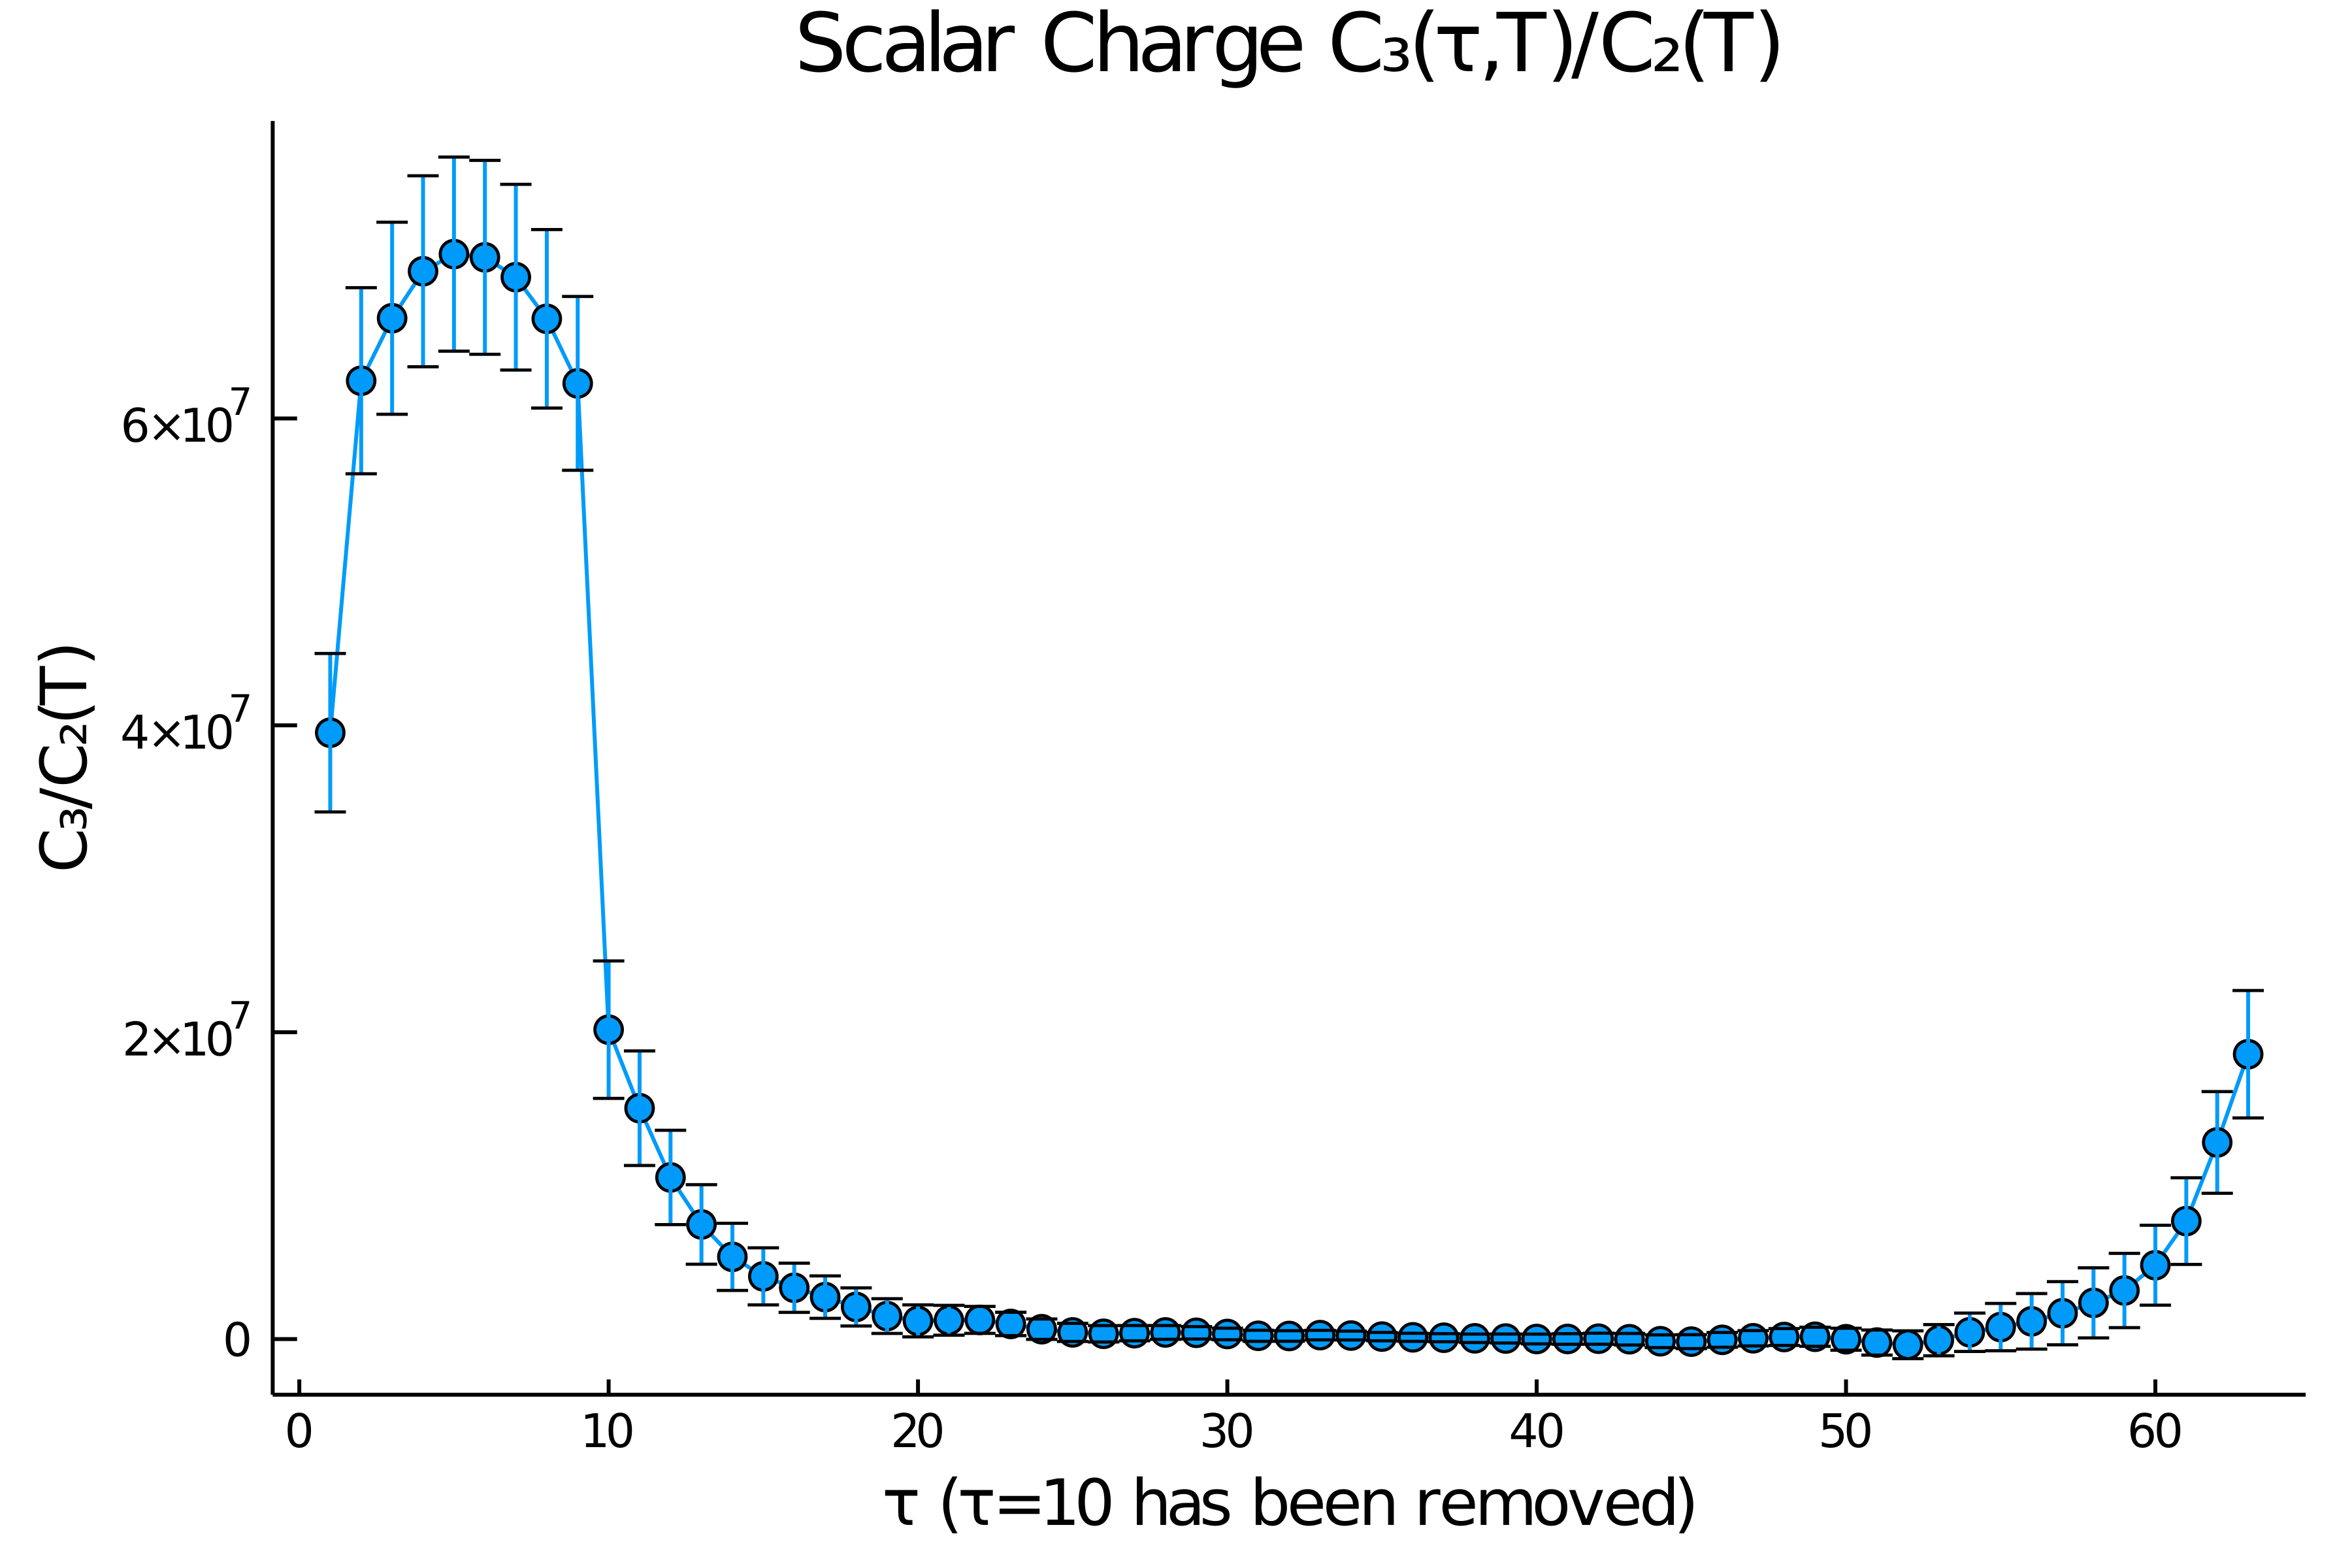 Scalar Charge C₃(τ,T)/C₂(T)
C₃/C₂(T)
6×10⁷
4×10⁷
2×10⁷
0
0 10 20 30 40 50 60
τ (τ=10 has been removed)